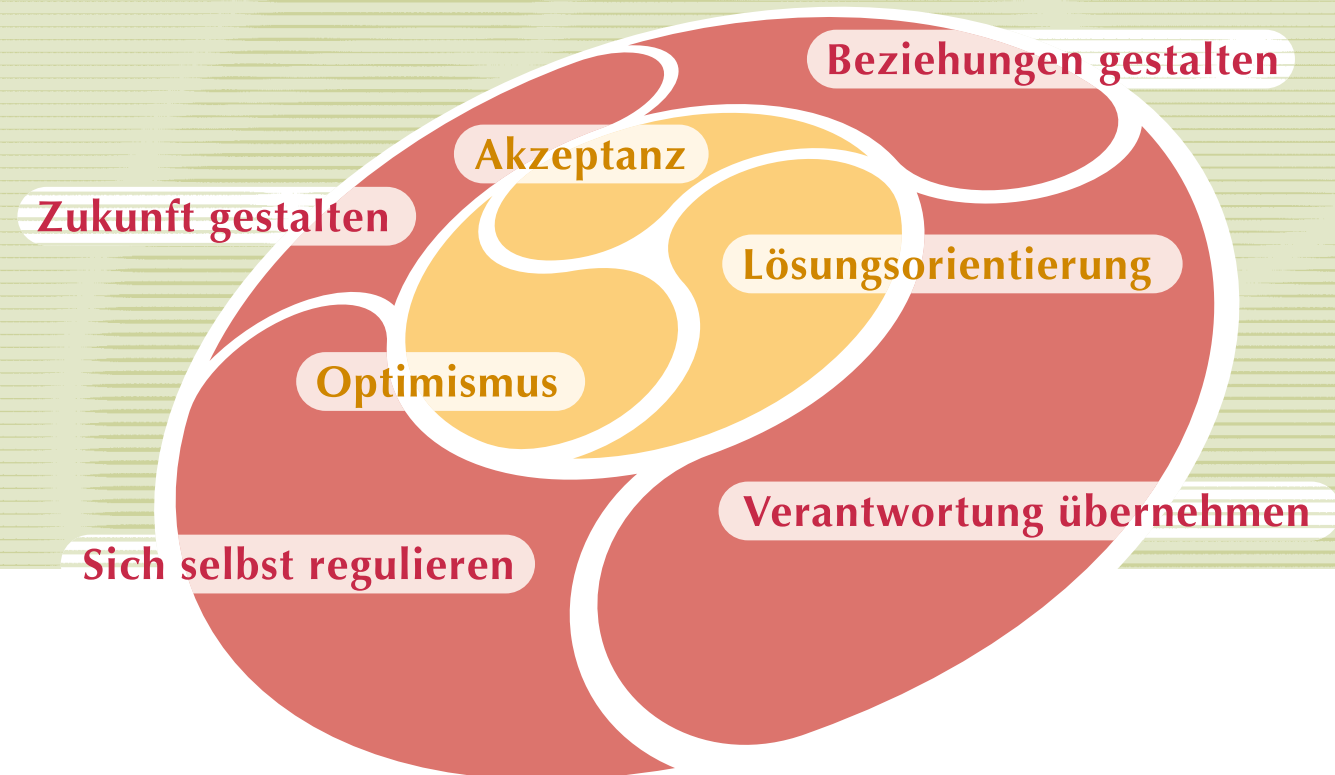 Beziehungen gestalten
Akzeptanz
Zukunft gestalten
Lösungsorientierung
Optimismus
Verantwortung übernehmen
Sich selbst regulieren